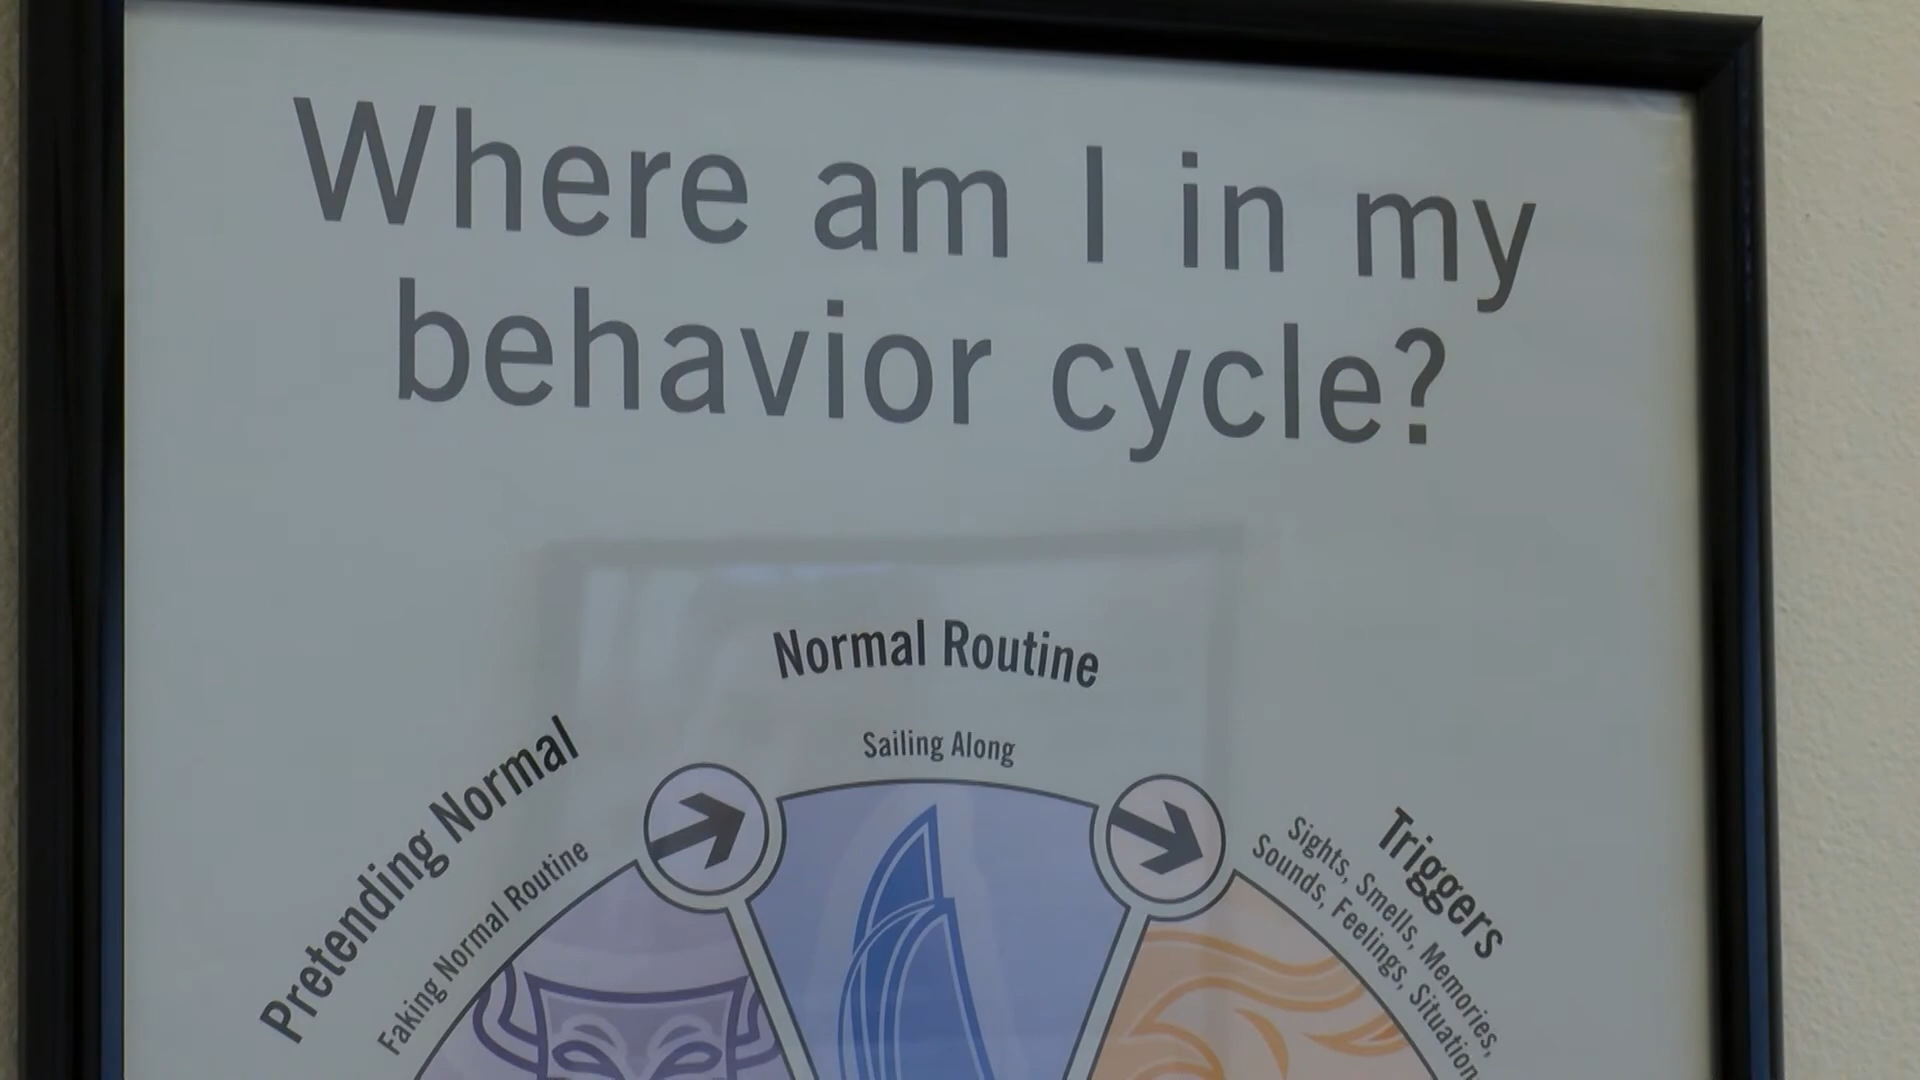 Where am I in my
behavior cycle?
Normal Routine
Sailing Along
Pretending Normal
Faking Normal Routine
Triggers
Sights, Smells, Memories,
Sounds, Feelings,